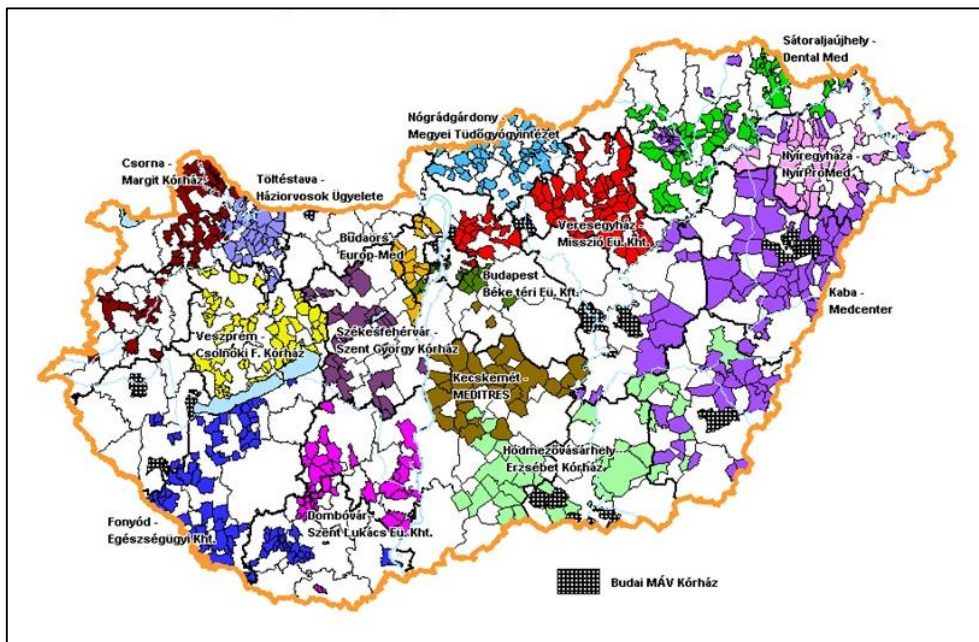 Sátoraljaújhely -
Dental Med
Nógrádgárdony -
Megyei Tüdőgyógyintézet
Nyíregyháza -
NyírProMed
Csorna -
Margit Kórház
Töltéstava -
Háziorvosok Ügyelete
Budaörs -
Europ-Med
Veresegyház -
Misszió Eü. Kht.
Budapest -
Béke téri Eü. Kft.
Kaba -
Medcenter
Veszprém -
Csolnoki F. Kórház
Székesfehérvár -
Szent György Kórház
Kecskemét -
MEDITRES
Hódmezővásárhely -
Erzsébet Kórház
Dombóvár -
Szent Lukács Eü. Kht.
Fonyód -
Egészségügyi Kht.
Budai MÁV Kórház